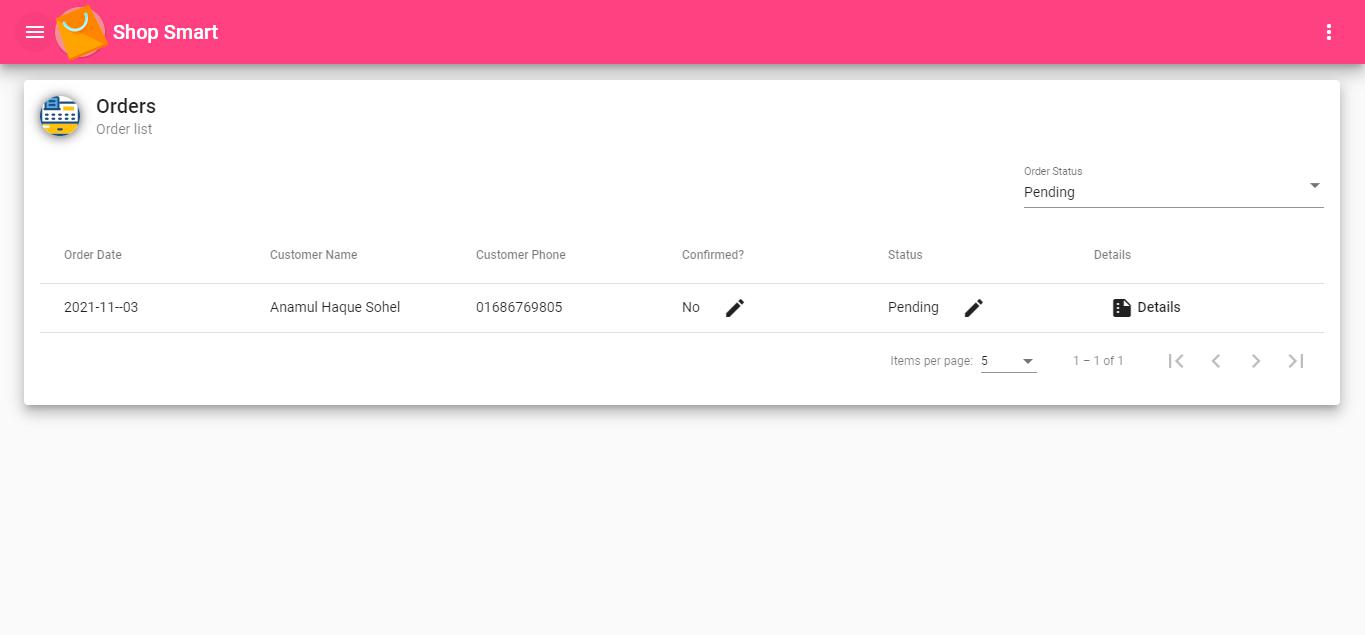 Shop Smart
Orders
Order list
Order Status
Pending
Order Date Customer Name Customer Phone Confirmed? Status Details
2021-11--03 Anamul Haque Sohel 01686769805 No Pending Details
Items per page: 5 1 – 1 of 1